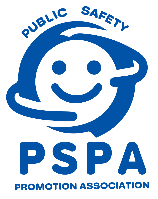 PUBLIC SAFETY
PSPA
PROMOTION ASSOCIATION